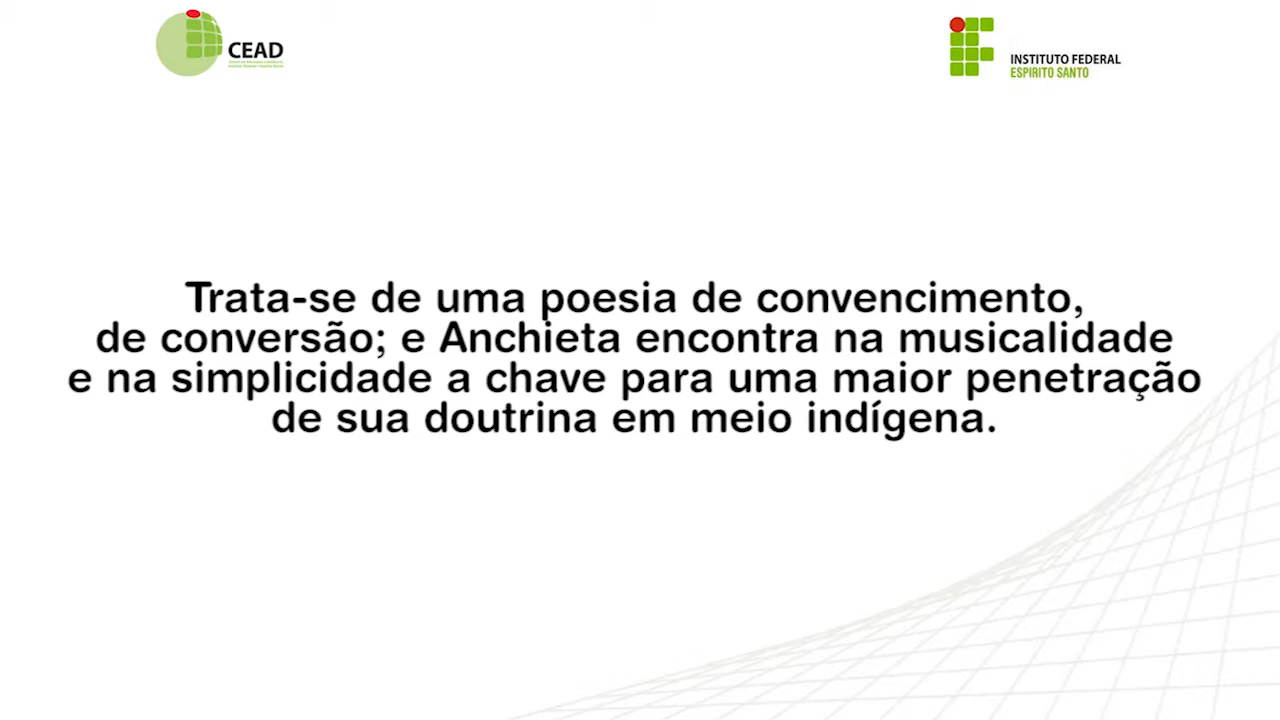 CEAD
INSTITUTO FEDERAL
ESPÍRITO SANTO
Trata-se de uma poesia de convencimento,
de conversão; e Anchieta encontra na musicalidade
e na simplicidade a chave para uma maior penetração
de sua doutrina em meio indígena.